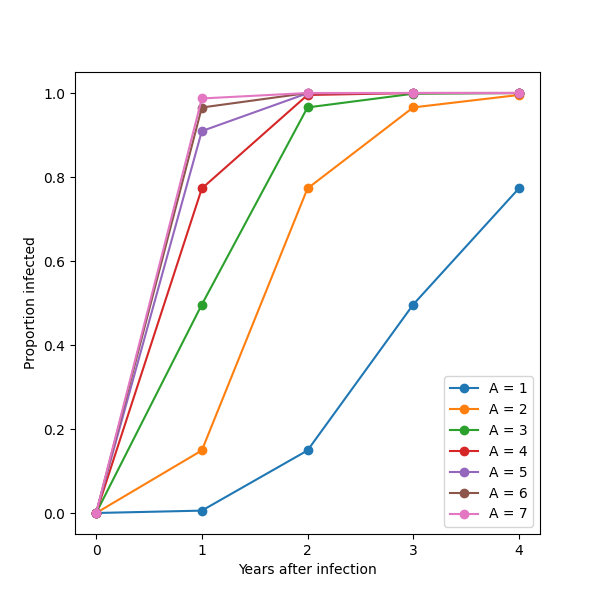 1.0
0.8
0.6
0.4
0.2
0.0
Proportion infected
0 1 2 3 4
Years after infection
A = 1
A = 2
A = 3
A = 4
A = 5
A = 6
A = 7